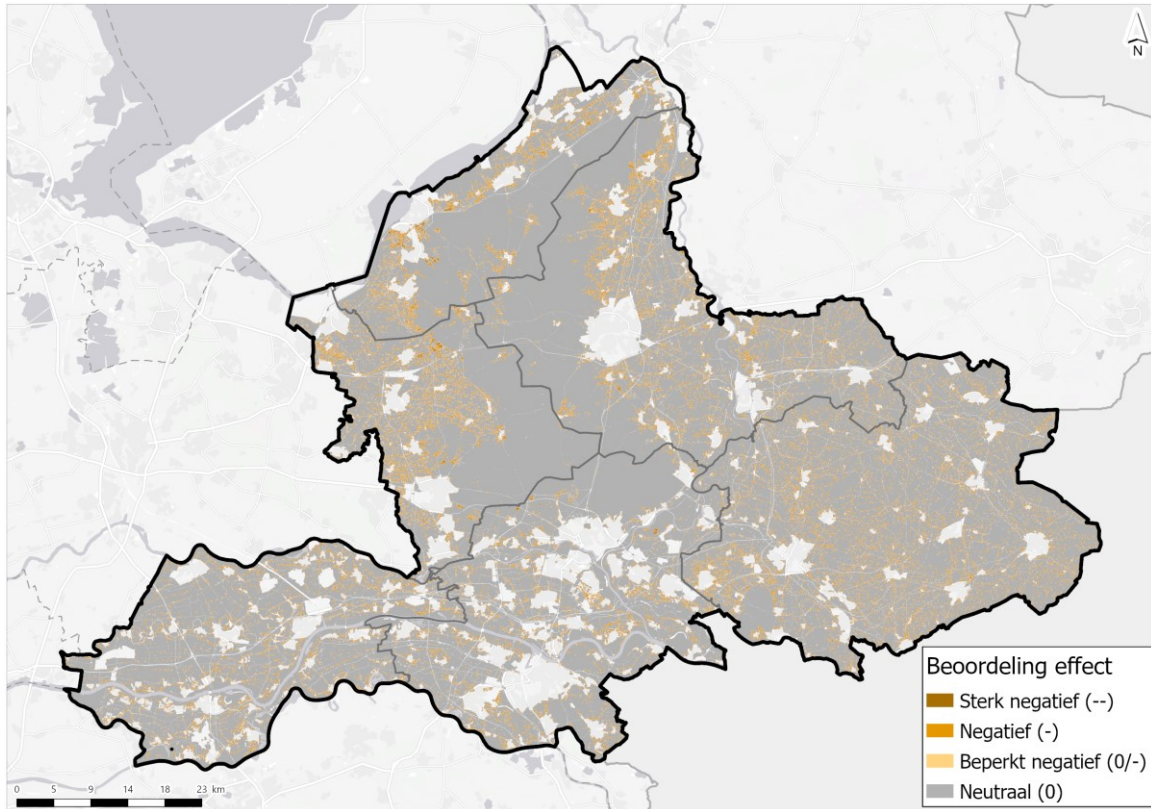 N
Beoordeling effect
Sterk negatief (--)
Negatief (-)
Beperkt negatief (0/-)
Neutraal (0)
0 5 9 14 18 23 km